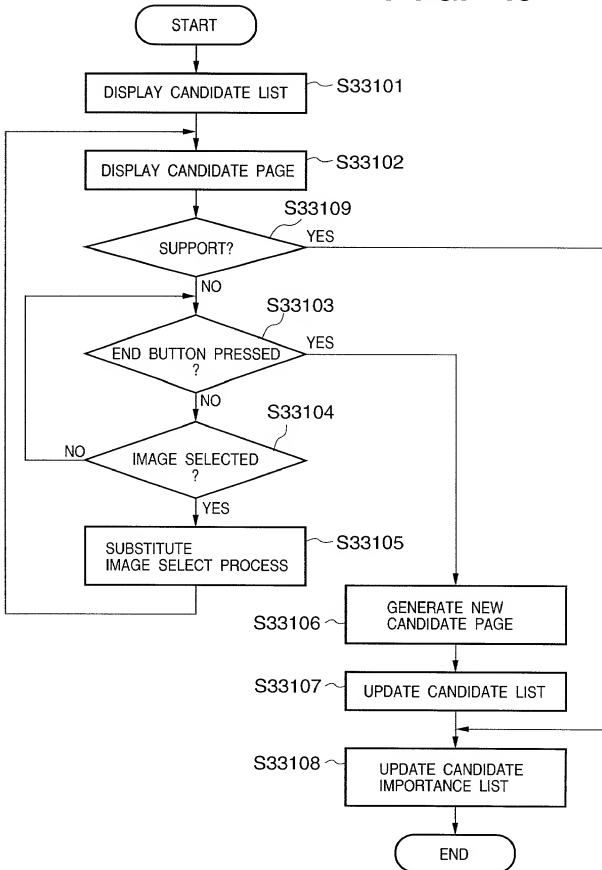 START
DISPLAY CANDIDATE LIST
S33101
DISPLAY CANDIDATE PAGE
S33102
S33109
SUPPORT?
YES
NO
S33103
END BUTTON PRESSED
?
YES
NO
S33104
NO
IMAGE SELECTED
?
YES
SUBSTITUTE
IMAGE SELECT PROCESS
S33105
GENERATE NEW
CANDIDATE PAGE
S33106
S33107
UPDATE CANDIDATE LIST
S33108
UPDATE CANDIDATE
IMPORTANCE LIST
END